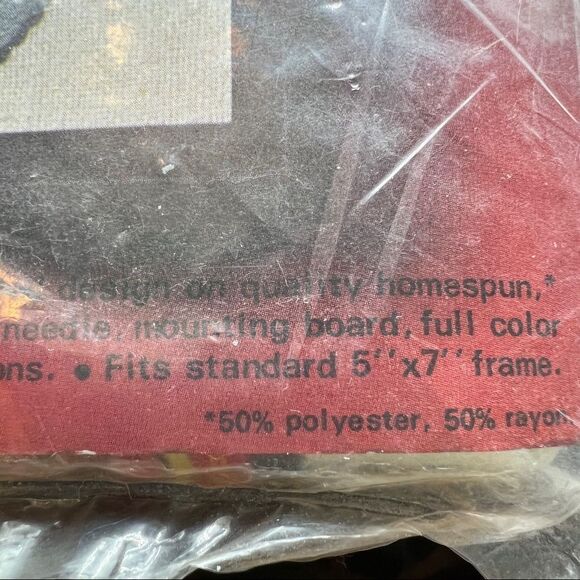 design on quality homespun,*
needle, mounting board, full color
ons. • Fits standard 5''x7'' frame.
*50% polyester, 50% rayon.